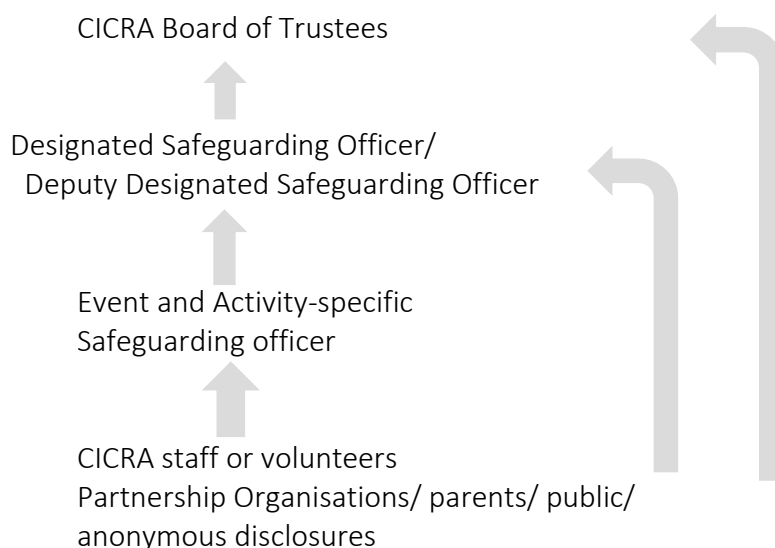 CICRA Board of Trustees
Designated Safeguarding Officer/
Deputy Designated Safeguarding Officer
Event and Activity-specific
Safeguarding officer
CICRA staff or volunteers
Partnership Organisations/ parents/ public/
anonymous disclosures